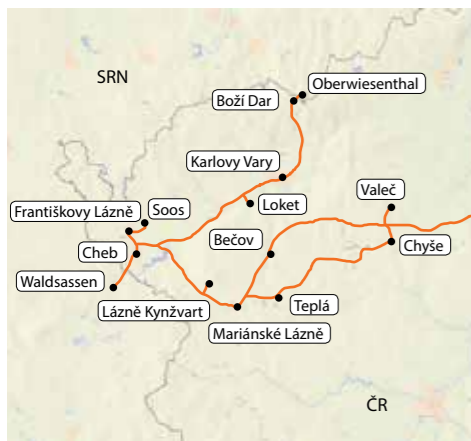 SRN
Oberwiesenthal
Boží Dar
Karlovy Vary
Valeč
Loket
Soos
Františkovy Lázně
Bečov
Chyše
Cheb
Waldsassen
Lázně Kynžvart
Teplá
Mariánské Lázně
ČR